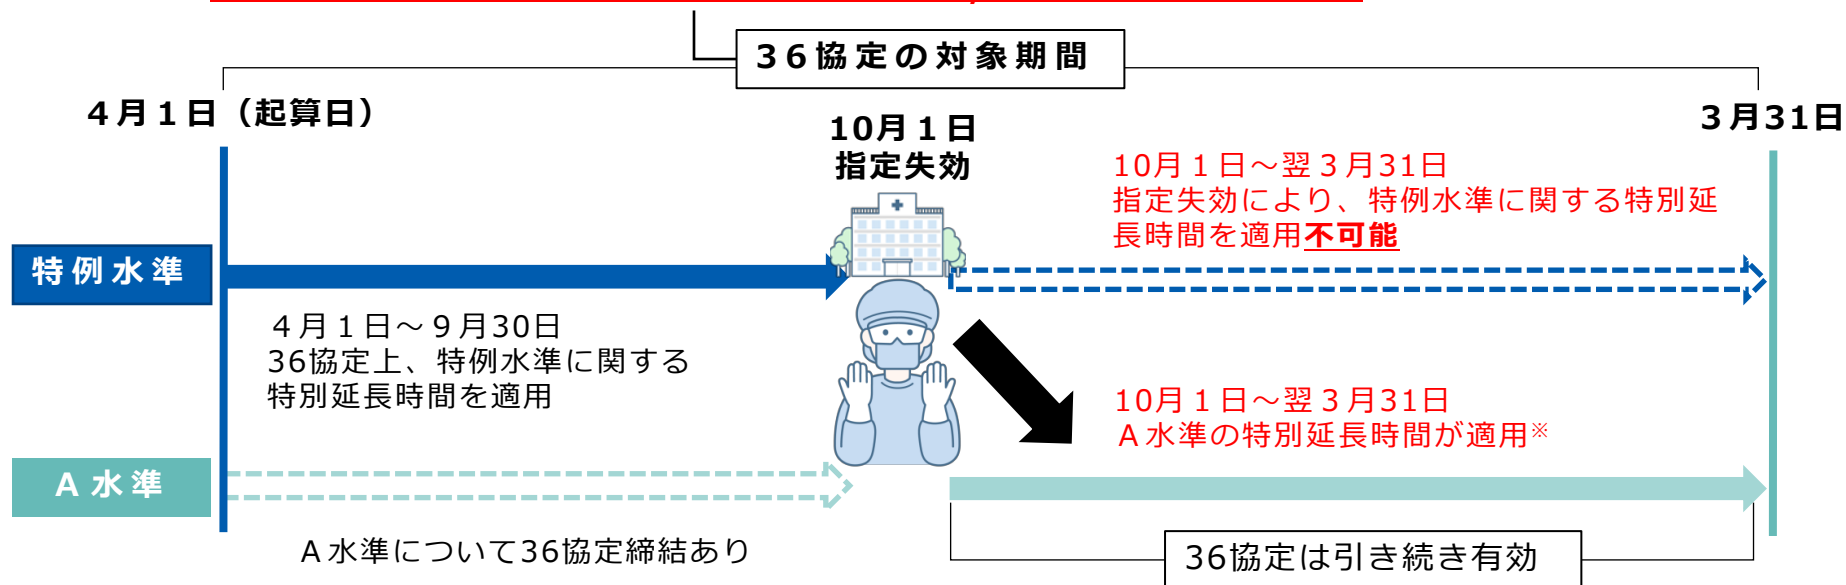 36協定の対象期間
４月１日（起算日）
10月１日
指定失効
３月31日
10月１日～翌３月31日
指定失効により、特例水準に関する特別延
長時間を適用不可能
特例水準
４月１日～９月30日
36協定上、特例水準に関する
特別延長時間を適用
10月１日～翌３月31日
Ａ水準の特別延長時間が適用※
Ａ水準
Ａ水準について36協定締結あり
36協定は引き続き有効